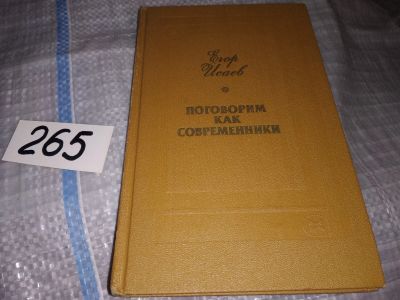 Егор
Исаев
ПОГОВОРИМ
КАК
СОВРЕМЕННИКИ
265